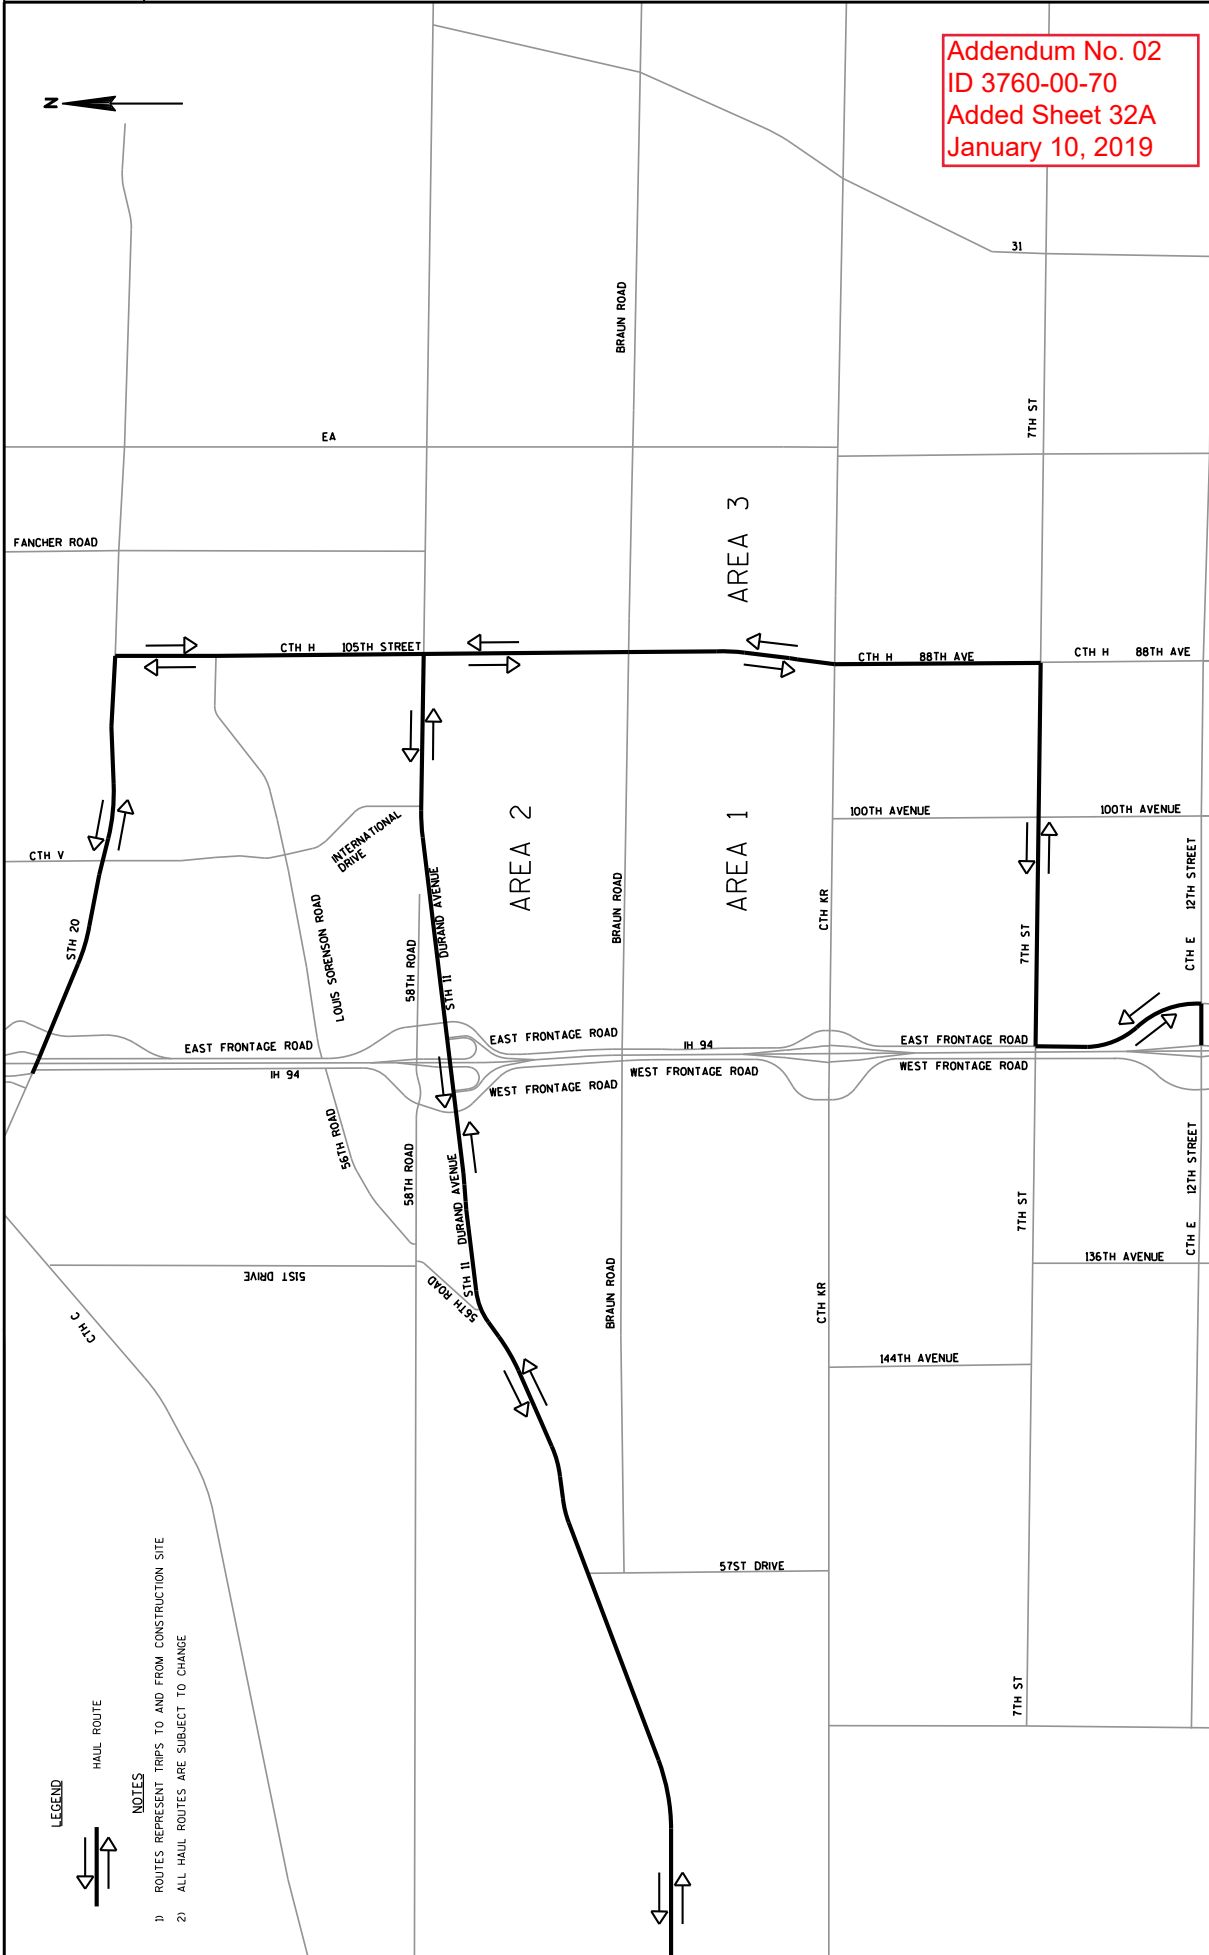 Addendum No. 02
ID 3760-00-70
Added Sheet 32A
January 10, 2019
N
31
BRAUN ROAD
7TH ST
EA
FANCHER ROAD
AREA 3
CTH H 105TH STREET
CTH H 88TH AVE
CTH H 88TH AVE
AREA 2
AREA 1
100TH AVENUE
100TH AVENUE
INTERNATIONAL
DRIVE
CTH V
STH 20
LOUIS SORENSON ROAD
58TH ROAD
STH 11 DURAND AVENUE
BRAUN ROAD
CTH KR
7TH ST
CTH E 12TH STREET
EAST FRONTAGE ROAD
EAST FRONTAGE ROAD
EAST FRONTAGE ROAD
IH 94
IH 94
WEST FRONTAGE ROAD
WEST FRONTAGE ROAD
WEST FRONTAGE ROAD
56TH ROAD
58TH ROAD
STH 11 DURAND AVENUE
7TH ST
CTH E 12TH STREET
136TH AVENUE
51ST DRIVE
56TH ROAD
BRAUN ROAD
CTH KR
CTH C
144TH AVENUE
57ST DRIVE
7TH ST
LEGEND
HAUL ROUTE
NOTES
1) ROUTES REPRESENT TRIPS TO AND FROM CONSTRUCTION SITE
2) ALL HAUL ROUTES ARE SUBJECT TO CHANGE